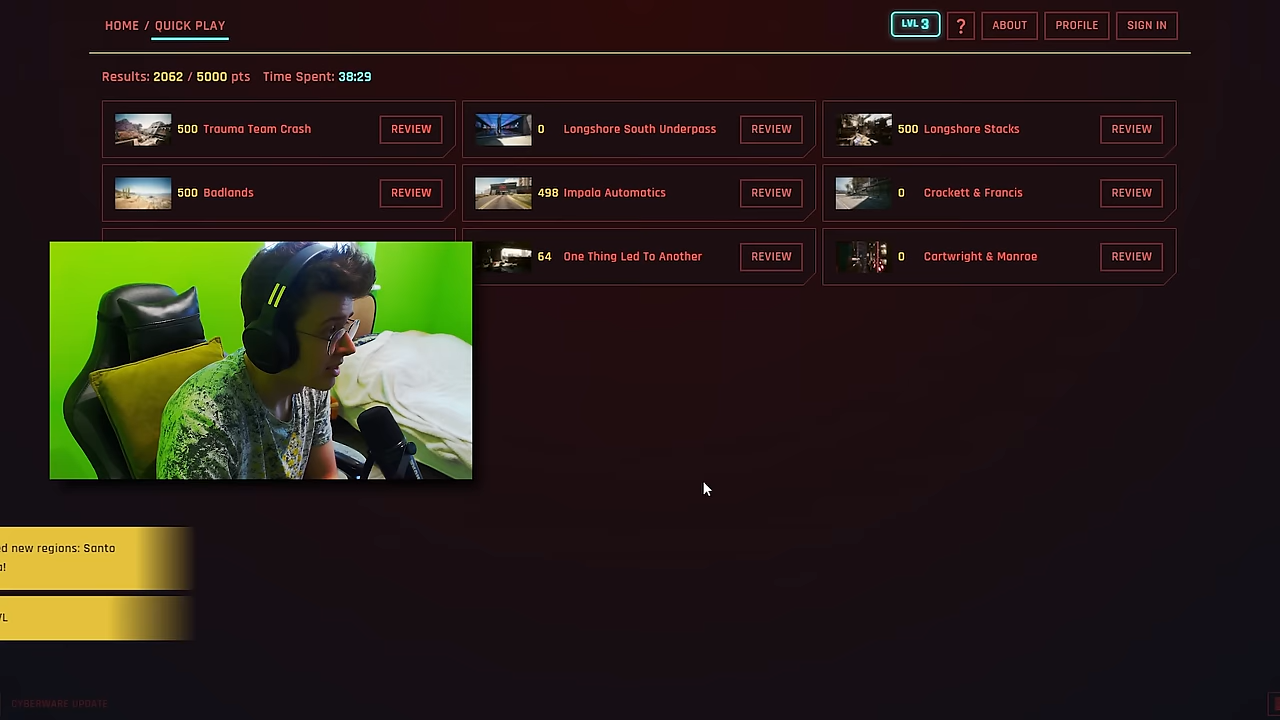 HOME / QUICK PLAY
LVL 3
?
ABOUT
PROFILE
SIGN IN
Results: 2062 / 5000 pts Time Spent: 38:29
500 Trauma Team Crash REVIEW
0 Longshore South Underpass REVIEW
500 Longshore Stacks REVIEW
500 Badlands REVIEW
498 Impala Automatics REVIEW
0 Crockett & Francis REVIEW
64 One Thing Led To Another REVIEW
0 Cartwright & Monroe REVIEW
new regions: Santo
CYBERWARE UPDATE